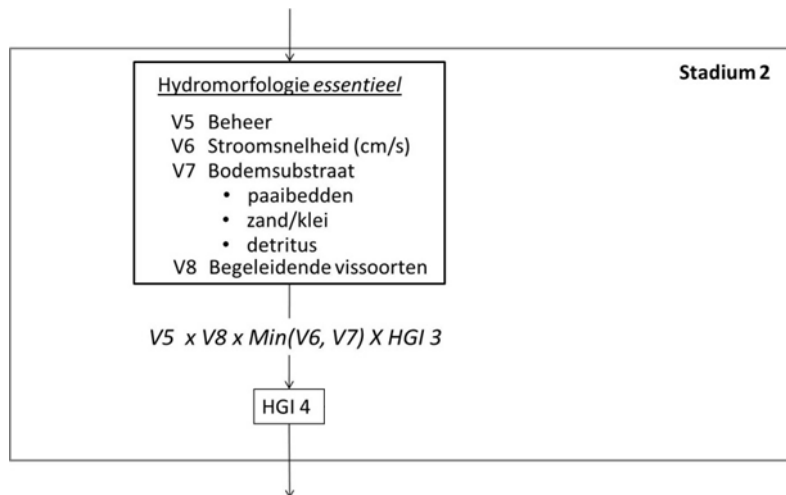 Stadium 2
Hydromorfologie essentieel
V5 Beheer
V6 Stroomsnelheid (cm/s)
V7 Bodemsubstraat
• paaibedden
• zand/klei
• detritus
V8 Begeleidende vissoorten
V5 x V8 x Min(V6, V7) X HGI 3
HGI 4